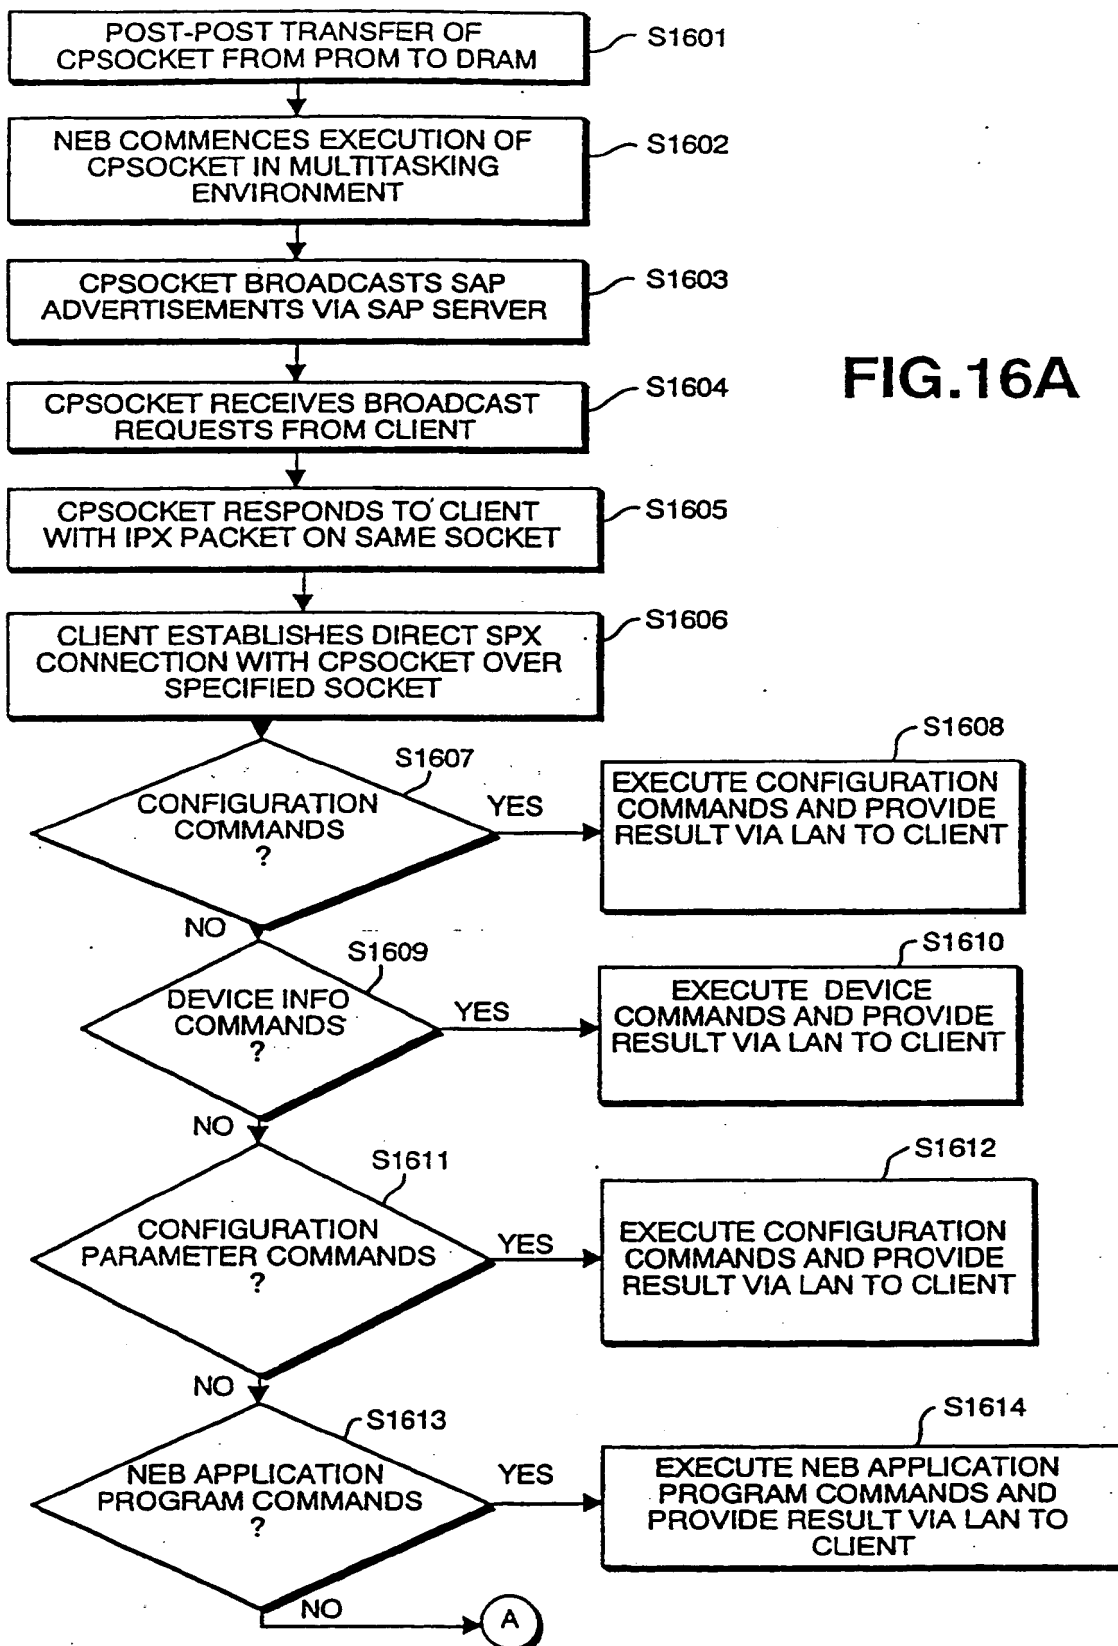 POST-POST TRANSFER OF
CPSOCKET FROM PROM TO DRAM
S1601
NEB COMMENCES EXECUTION OF
CPSOCKET IN MULTITASKING
ENVIRONMENT
S1602
CPSOCKET BROADCASTS SAP
ADVERTISEMENTS VIA SAP SERVER
S1603
FIG.16A
CPSOCKET RECEIVES BROADCAST
REQUESTS FROM CLIENT
S1604
CPSOCKET RESPONDS TO CLIENT
WITH IPX PACKET ON SAME SOCKET
S1605
CLIENT ESTABLISHES DIRECT SPX
CONNECTION WITH CPSOCKET OVER
SPECIFIED SOCKET
S1606
CONFIGURATION
COMMANDS
?
S1607
YES
S1608
EXECUTE CONFIGURATION
COMMANDS AND PROVIDE
RESULT VIA LAN TO CLIENT
NO
DEVICE INFO
COMMANDS
?
S1609
YES
S1610
EXECUTE DEVICE
COMMANDS AND PROVIDE
RESULT VIA LAN TO CLIENT
NO
CONFIGURATION
PARAMETER COMMANDS
?
S1611
YES
S1612
EXECUTE CONFIGURATION
COMMANDS AND PROVIDE
RESULT VIA LAN TO CLIENT
NO
NEB APPLICATION
PROGRAM COMMANDS
?
S1613
YES
S1614
EXECUTE NEB APPLICATION
PROGRAM COMMANDS AND
PROVIDE RESULT VIA LAN TO
CLIENT
NO
A